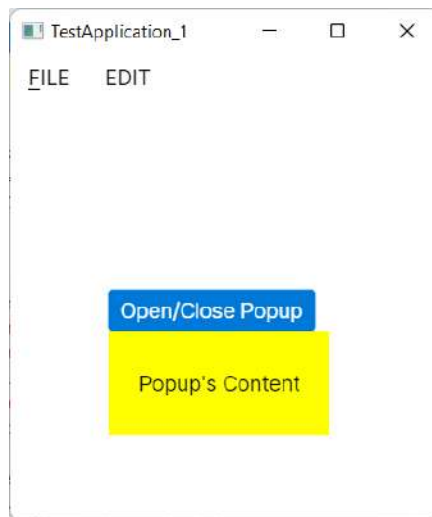 TestApplication_1
FILE EDIT
Open/Close Popup
Popup's Content